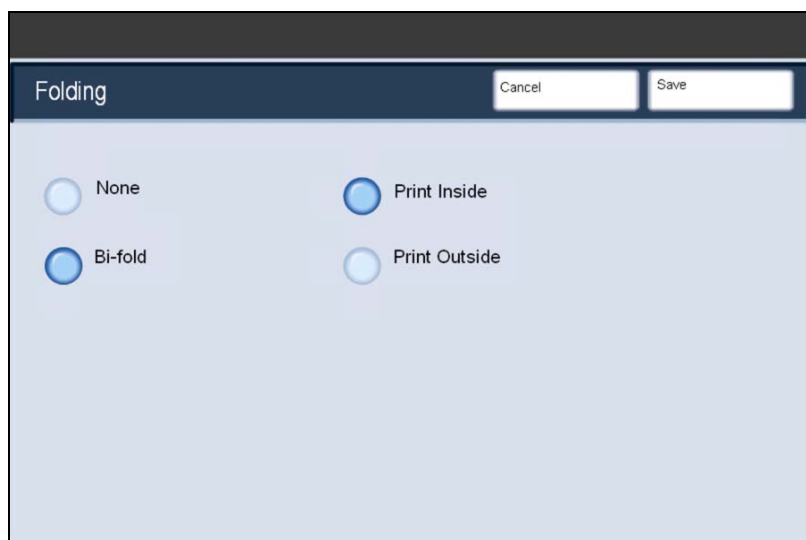 Folding
Cancel
Save
None
Print Inside
Bi-fold
Print Outside